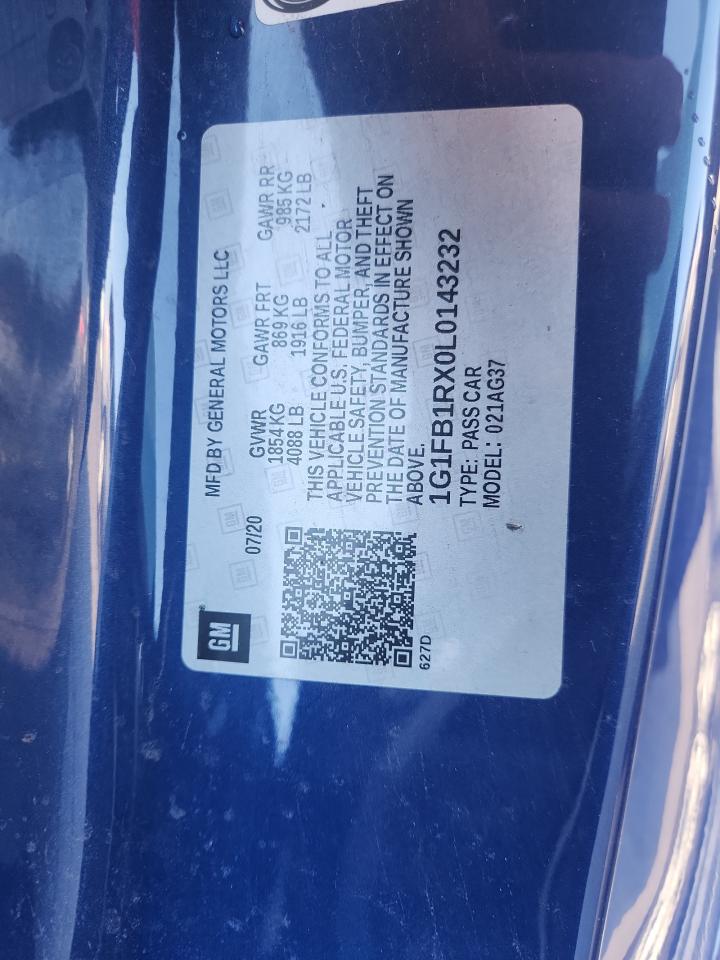 GM
MFD BY GENERAL MOTORS LLC
07/20
GVWR GAWR FRT GAWR RR
1854 KG 869 KG 985 KG
4088 LB 1916 LB 2172 LB
THIS VEHICLE CONFORMS TO ALL
APPLICABLE U.S. FEDERAL MOTOR
VEHICLE SAFETY, BUMPER, AND THEFT
PREVENTION STANDARDS IN EFFECT ON
THE DATE OF MANUFACTURE SHOWN
ABOVE.
1G1FB1RX0L0143232
TYPE: PASS CAR
MODEL: 021AG37
627D